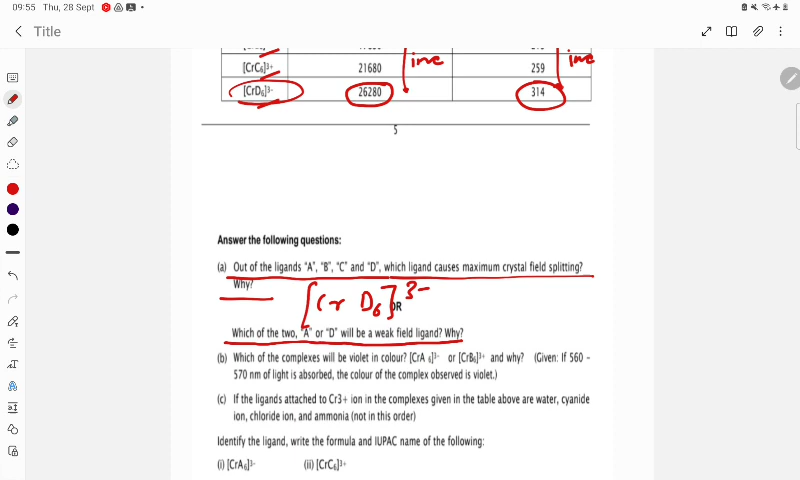 09:55 Thu, 28 Sept
Title
[CrC₆]³⁺ 21680 inc 259 inc
[CrD₆]³⁻ 26280 314
5
Answer the following questions:
(a) Out of the ligands "A", "B", "C" and "D", which ligand causes maximum crystal field splitting?
Why?
[Cr D₆]³⁻
OR
Which of the two, "A" or "D" will be a weak field ligand? Why?
(b) Which of the complexes will be violet in colour? [CrA ₆]³⁻ or [CrB₆]³⁺ and why? (Given: If 560 –
570 nm of light is absorbed, the colour of the complex observed is violet.)
(c) If the ligands attached to Cr3+ ion in the complexes given in the table above are water, cyanide
ion, chloride ion, and ammonia (not in this order)
Identify the ligand, write the formula and IUPAC name of the following:
(i) [CrA₆]³⁻ (ii) [CrC₆]³⁺